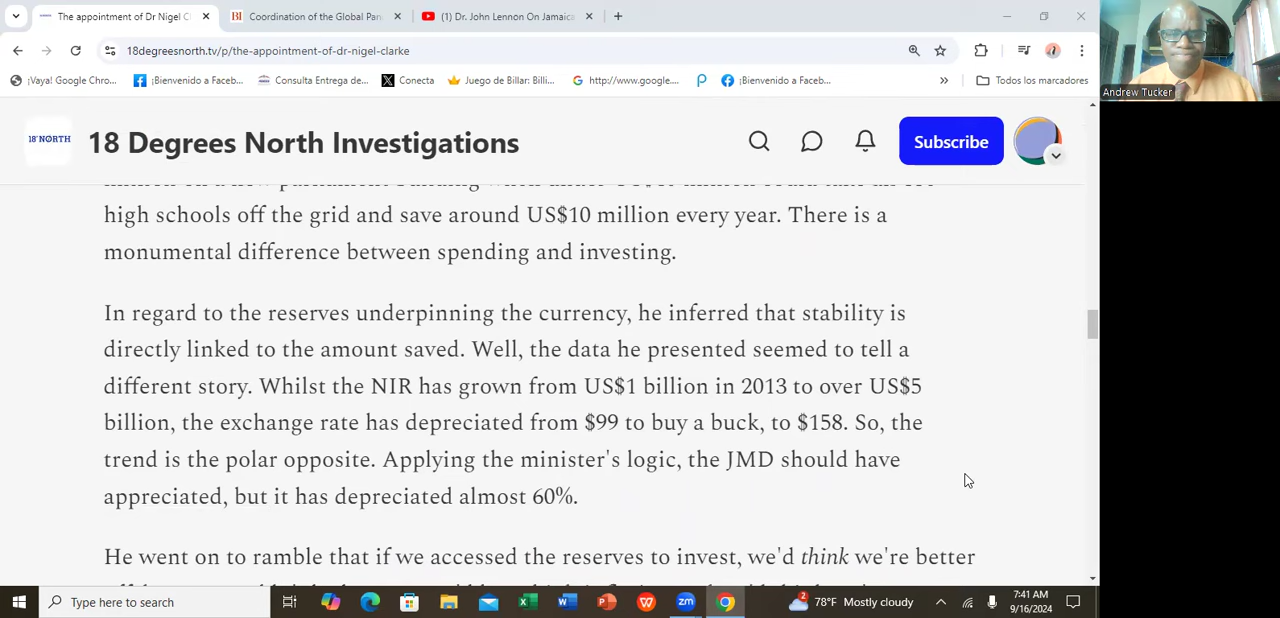 The appointment of Dr Nigel C
Coordination of the Global Pan
(1) Dr. John Lennon On Jamaic
18degreesnorth.tv/p/the-appointment-of-dr-nigel-clarke
¡Vaya! Google Chro...
¡Bienvenido a Faceb...
Consulta Entrega de...
Conecta
Juego de Billar: Billi...
http://www.google....
¡Bienvenido a Faceb...
Todos los marcadores
Andrew Tucker
18° NORTH
18 Degrees North Investigations
Subscribe
high schools off the grid and save around US$10 million every year. There is a
monumental difference between spending and investing.
In regard to the reserves underpinning the currency, he inferred that stability is
directly linked to the amount saved. Well, the data he presented seemed to tell a
different story. Whilst the NIR has grown from US$1 billion in 2013 to over US$5
billion, the exchange rate has depreciated from $99 to buy a buck, to $158. So, the
trend is the polar opposite. Applying the minister's logic, the JMD should have
appreciated, but it has depreciated almost 60%.
He went on to ramble that if we accessed the reserves to invest, we'd think we're better
Type here to search
zm
2
78°F Mostly cloudy
7:41 AM
9/16/2024